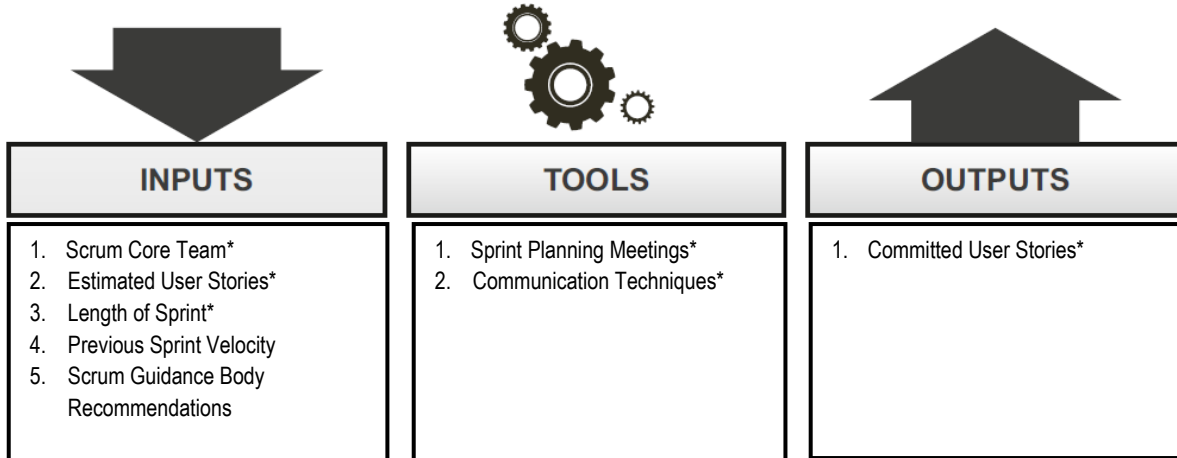 INPUTS
1. Scrum Core Team*
2. Estimated User Stories*
3. Length of Sprint*
4. Previous Sprint Velocity
5. Scrum Guidance Body
Recommendations
TOOLS
1. Sprint Planning Meetings*
2. Communication Techniques*
OUTPUTS
1. Committed User Stories*